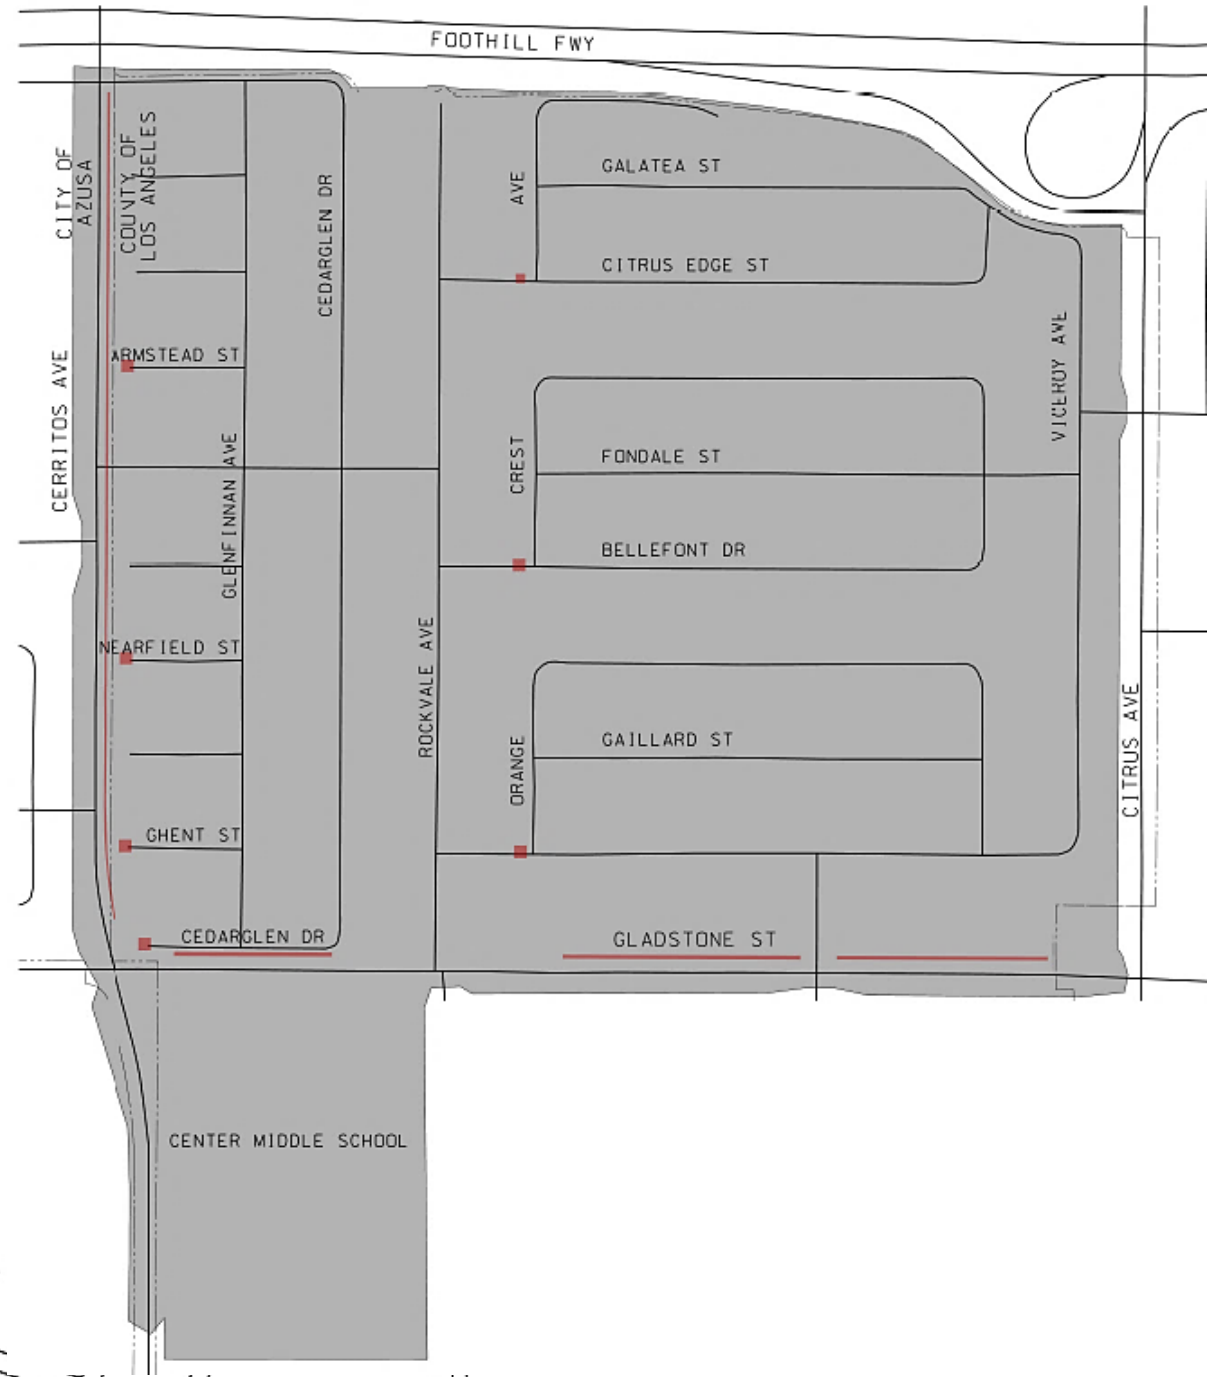 FOOTHILL FWY
CITY OF
AZUSA
COUNTY OF
LOS ANGELES
CEDARGLEN DR
AVE
GALATEA ST
CITRUS EDGE ST
ARMSTEAD ST
CERRITOS AVE
GLENFINNAN AVE
CREST
FONDALE ST
VICEROY AVE
BELLEFONT DR
NEARFIELD ST
ROCKVALE AVE
ORANGE
GAILLARD ST
CITRUS AVE
GHENT ST
CEDARGLEN DR
GLADSTONE ST
CENTER MIDDLE SCHOOL